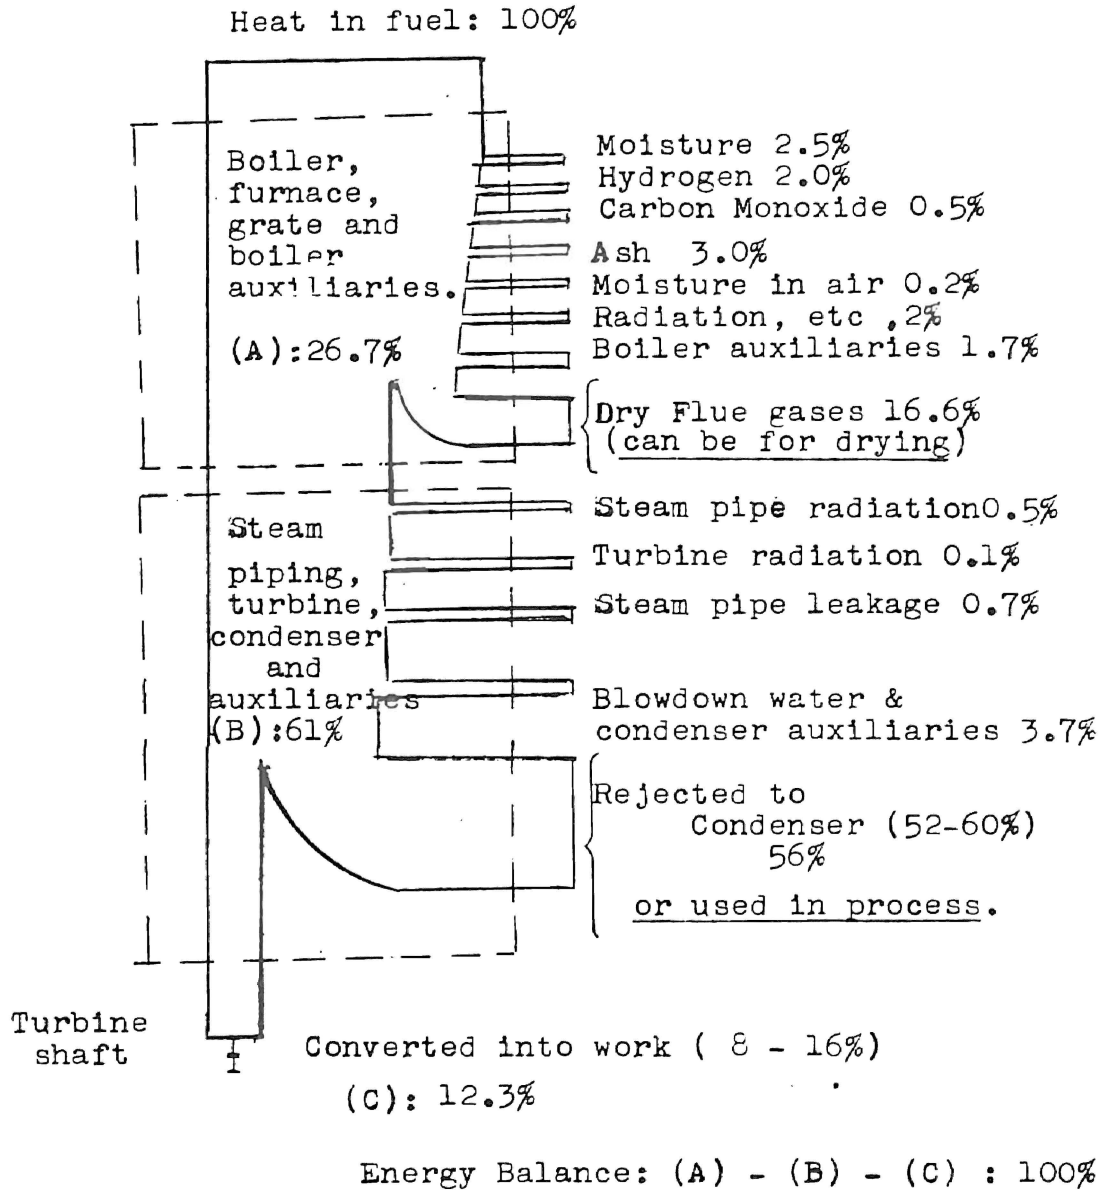 Heat in fuel: 100%
Boiler,
furnace,
grate and
boiler
auxiliaries.
(A):26.7%
Moisture 2.5%
Hydrogen 2.0%
Carbon Monoxide 0.5%
Ash 3.0%
Moisture in air 0.2%
Radiation, etc ,2%
Boiler auxiliaries 1.7%
Dry Flue gases 16.6%
(can be for drying)
Steam
piping,
turbine,
condenser
and
auxiliaries
(B):61%
Steam pipe radiation0.5%
Turbine radiation 0.1%
Steam pipe leakage 0.7%
Blowdown water &
condenser auxiliaries 3.7%
Rejected to
Condenser (52-60%)
56%
or used in process.
Turbine
shaft
Converted into work ( 8 - 16%)
(C): 12.3%
Energy Balance: (A) - (B) - (C) : 100%